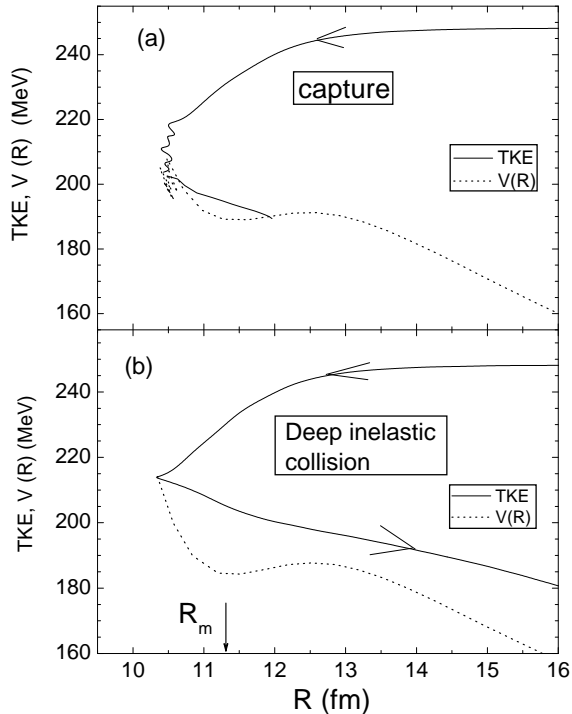 (a)
capture
TKE
V(R)
TKE, V (R) (MeV)
240
220
200
180
160
(b)
Deep inelastic
collision
TKE
V(R)
TKE, V (R) (MeV)
240
220
200
180
160
Rm
10 11 12 13 14 15 16
R (fm)